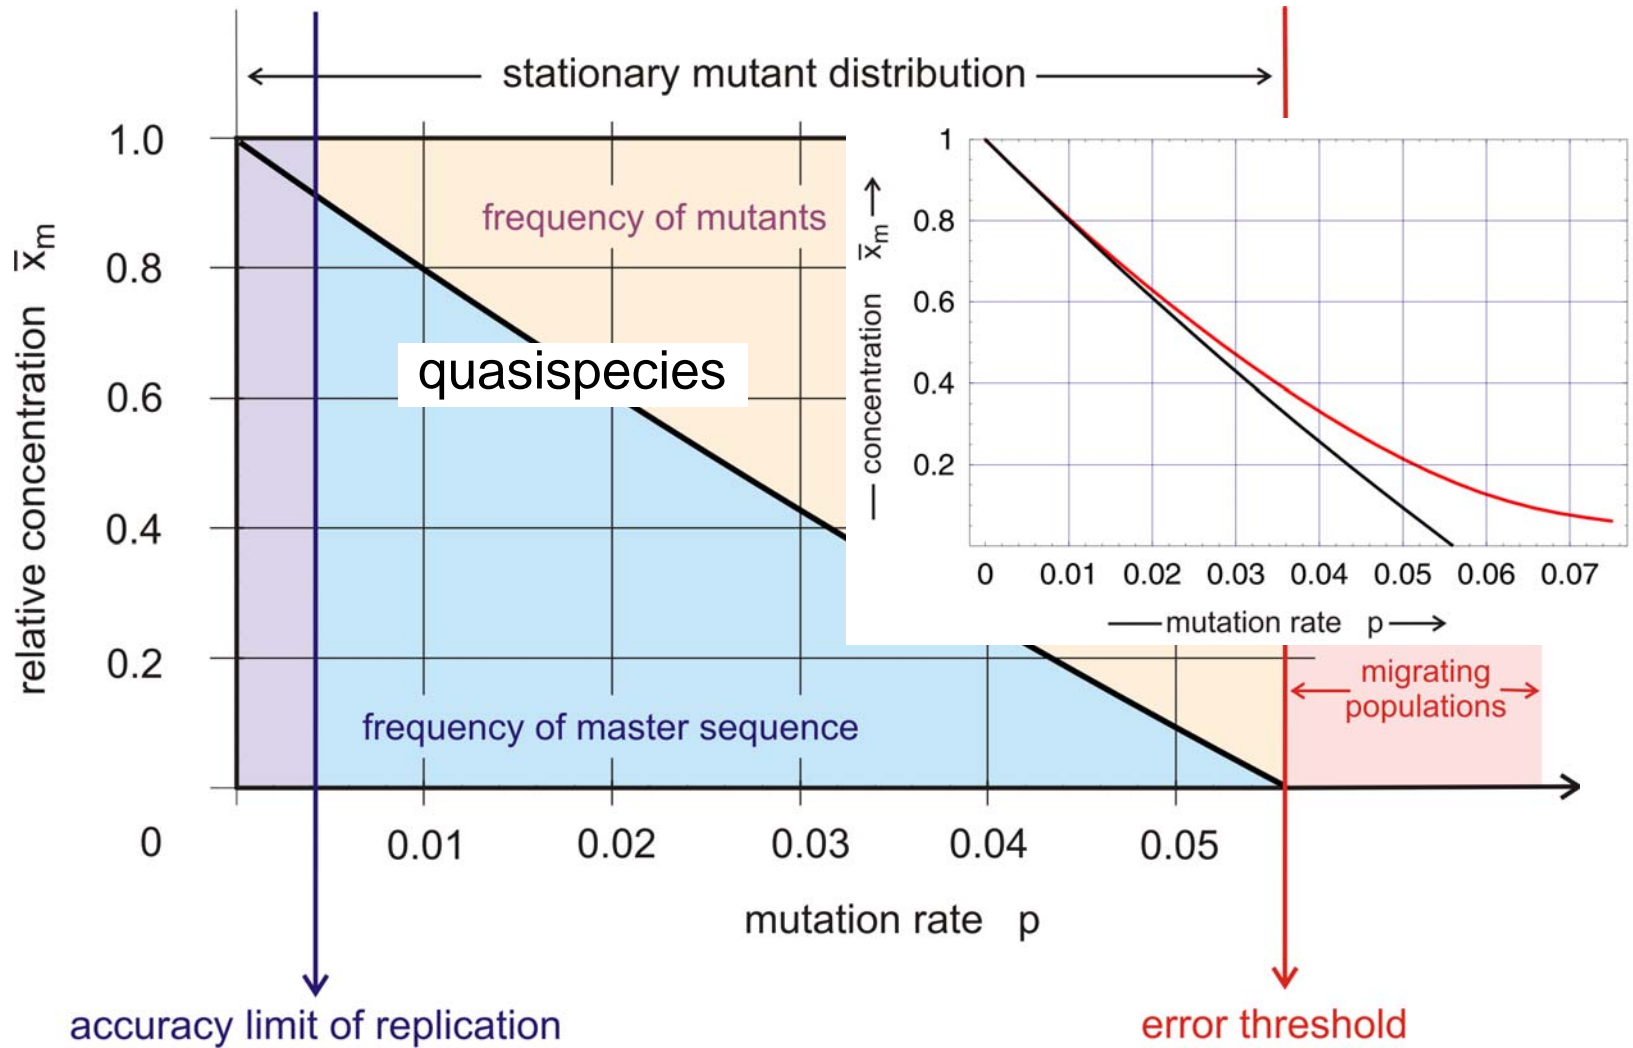 stationary mutant distribution
1.0
0.8
0.6
0.4
0.2
0
relative concentration x̄m
frequency of mutants
quasispecies
frequency of master sequence
0.01 0.02 0.03 0.04 0.05
mutation rate p
accuracy limit of replication
error threshold
migrating
populations
1
0.8
0.6
0.4
0.2
concentration x̄m
0 0.01 0.02 0.03 0.04 0.05 0.06 0.07
mutation rate p